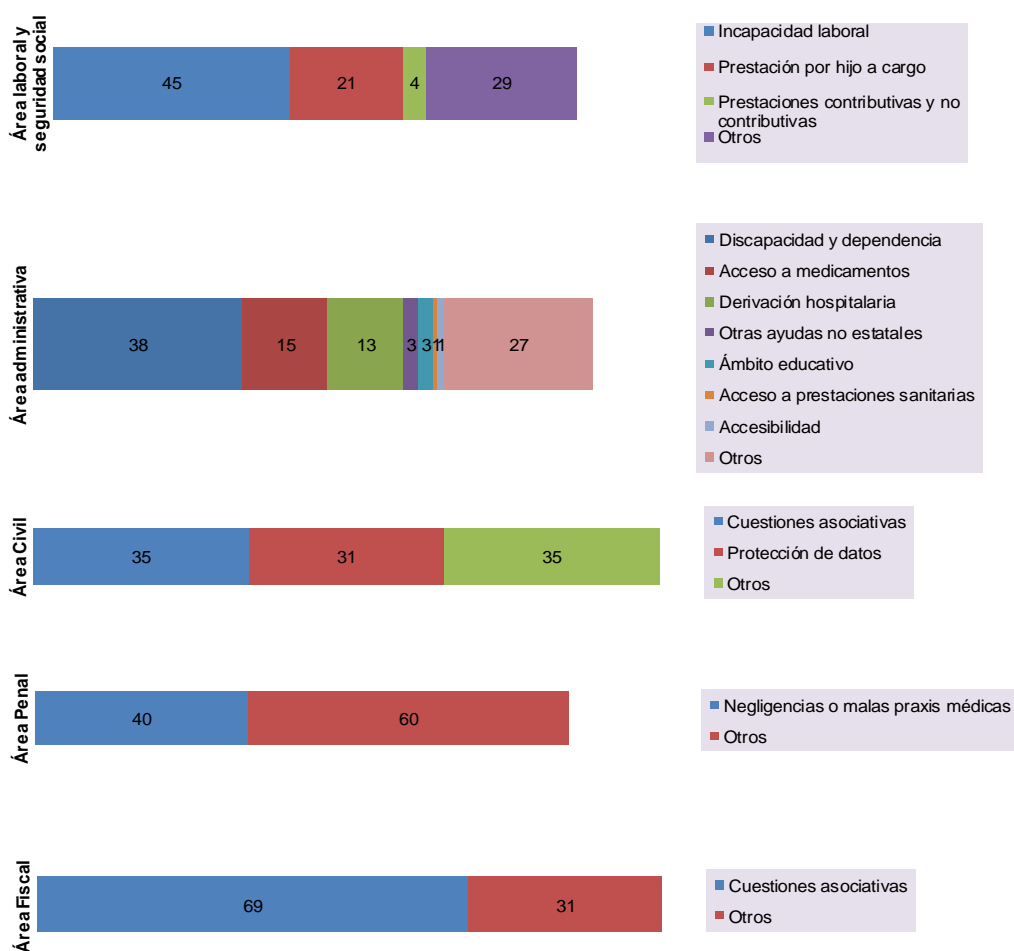 Área laboral y
seguridad social
45
21
4
29
Incapacidad laboral
Prestación por hijo a cargo
Prestaciones contributivas y no
contributivas
Otros
Área administrativa
38
15
13
3
3
1
1
27
Discapacidad y dependencia
Acceso a medicamentos
Derivación hospitalaria
Otras ayudas no estatales
Ámbito educativo
Acceso a prestaciones sanitarias
Accesibilidad
Otros
Área Civil
35
31
35
Cuestiones asociativas
Protección de datos
Otros
Área Penal
40
60
Negligencias o malas praxis médicas
Otros
Área Fiscal
69
31
Cuestiones asociativas
Otros